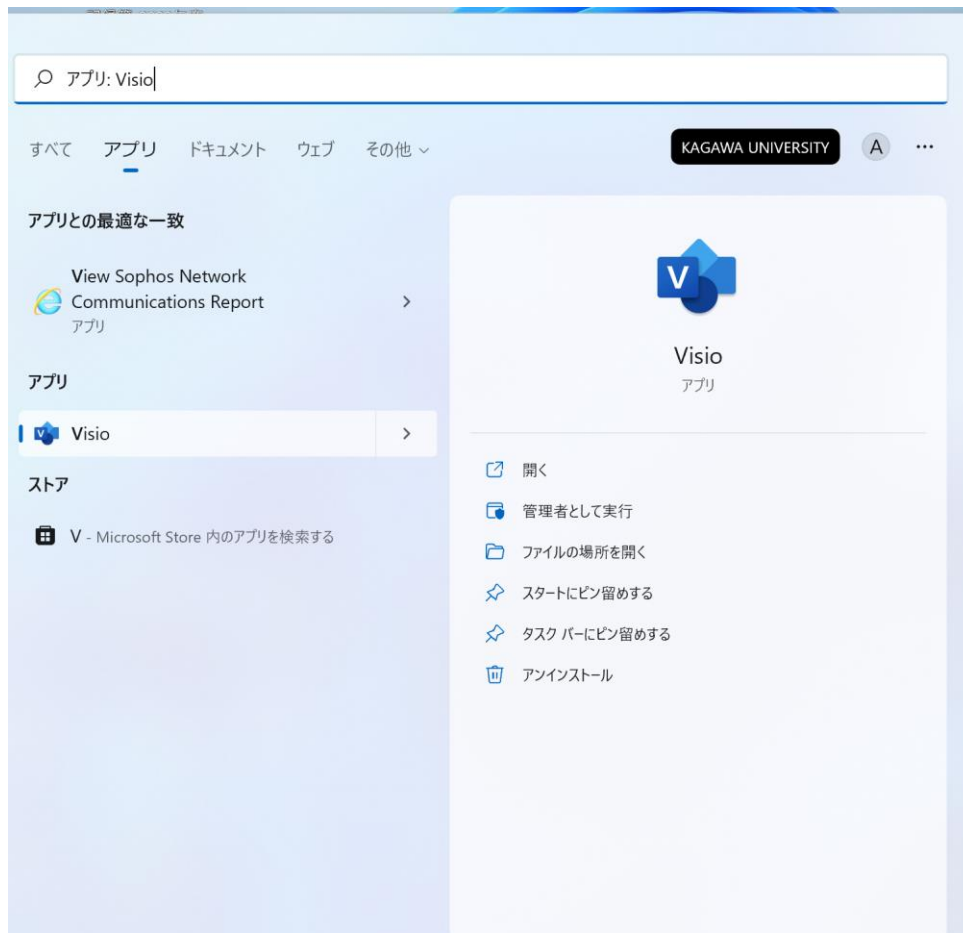 アプリ: Visio
すべて アプリ ドキュメント ウェブ その他
KAGAWA UNIVERSITY A ...
アプリとの最適な一致
View Sophos Network
Communications Report
アプリ
アプリ
Visio
ストア
V - Microsoft Store 内のアプリを検索する
V
Visio
アプリ
開く
管理者として実行
ファイルの場所を開く
スタートにピン留めする
タスク バーにピン留めする
アンインストール